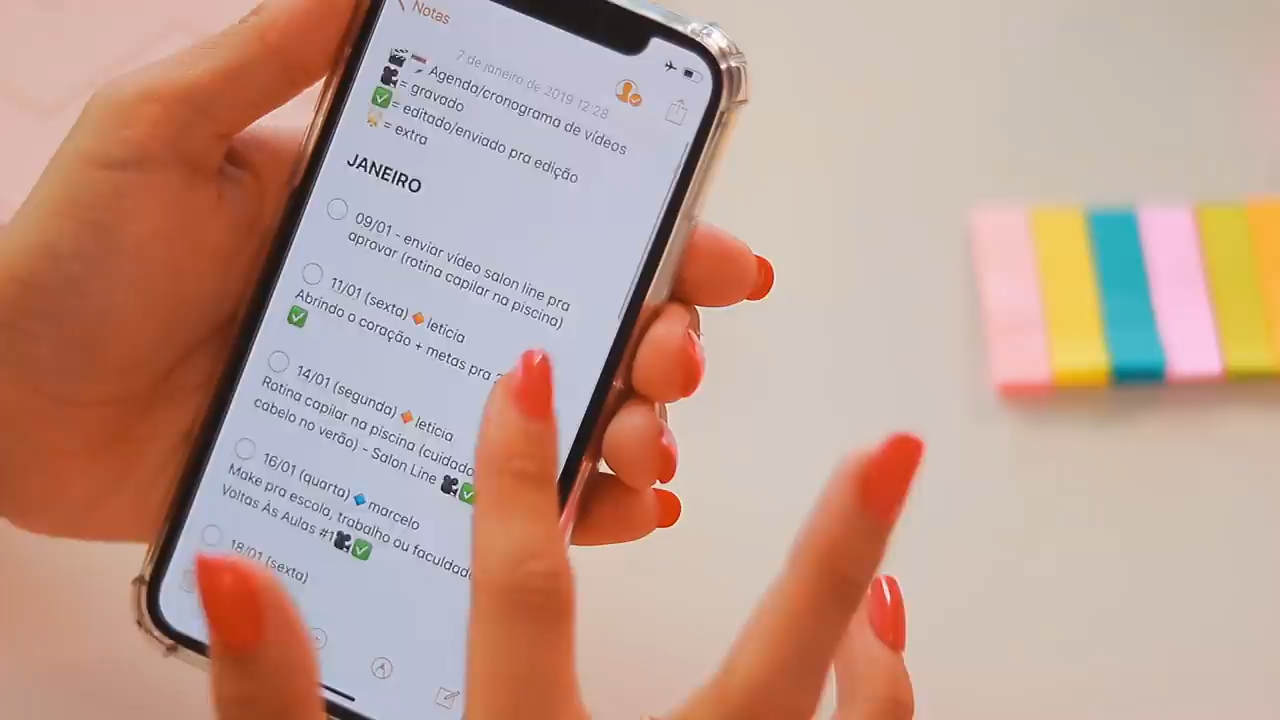 Notas
7 de janeiro de 2019 12:28
Agenda/cronograma de vídeos
= gravado
= editado/enviado pra edição
= extra
JANEIRO
09/01 - enviar vídeo salon line pra
aprovar (rotina capilar na piscina)
11/01 (sexta) leticia
Abrindo o coração + metas pra
14/01 (segunda) leticia
Rotina capilar na piscina (cuidado
cabelo no verão) - Salon Line
16/01 (quarta) marcelo
Make pra escola, trabalho ou faculdade
Voltas Às Aulas #1
18/01 (sexta)